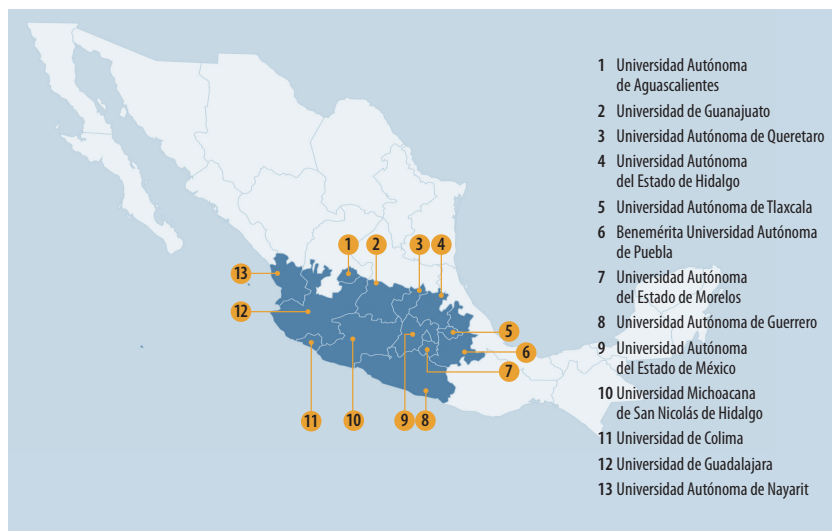 1 Universidad Autónoma
de Aguascalientes
2 Universidad de Guanajuato
3 Universidad Autónoma de Queretaro
4 Universidad Autónoma
del Estado de Hidalgo
5 Universidad Autónoma de Tlaxcala
6 Benemérita Universidad Autónoma
de Puebla
7 Universidad Autónoma
del Estado de Morelos
8 Universidad Autónoma de Guerrero
9 Universidad Autónoma
del Estado de México
10 Universidad Michoacana
de San Nicolás de Hidalgo
11 Universidad de Colima
12 Universidad de Guadalajara
13 Universidad Autónoma de Nayarit
1 2 3 4
13
12
5
6
7
11 10 9 8